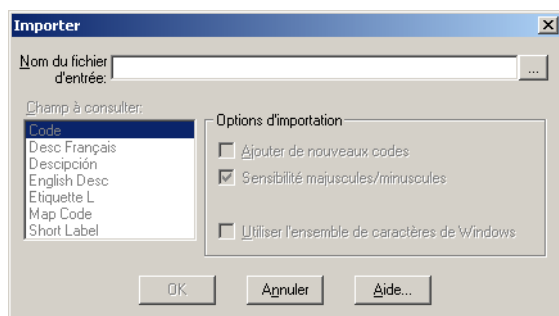 Importer
Nom du fichier
d'entrée:
...
Champ à consulter:
Code
Desc Français
Descipción
English Desc
Etiquette L
Map Code
Short Label
Options d'importation
Ajouter de nouveaux codes
Sensibilité majuscules/minuscules
Utiliser l'ensemble de caractères de Windows
OK
Annuler
Aide...